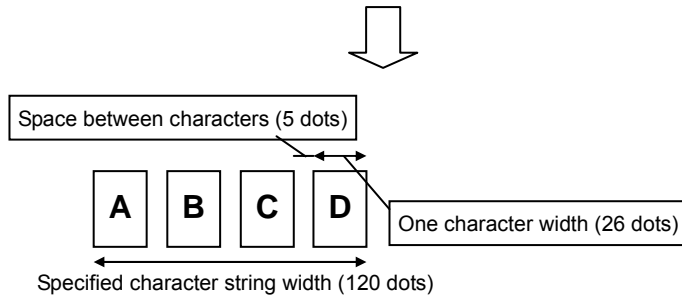 Space between characters (5 dots)
A B C D
One character width (26 dots)
Specified character string width (120 dots)